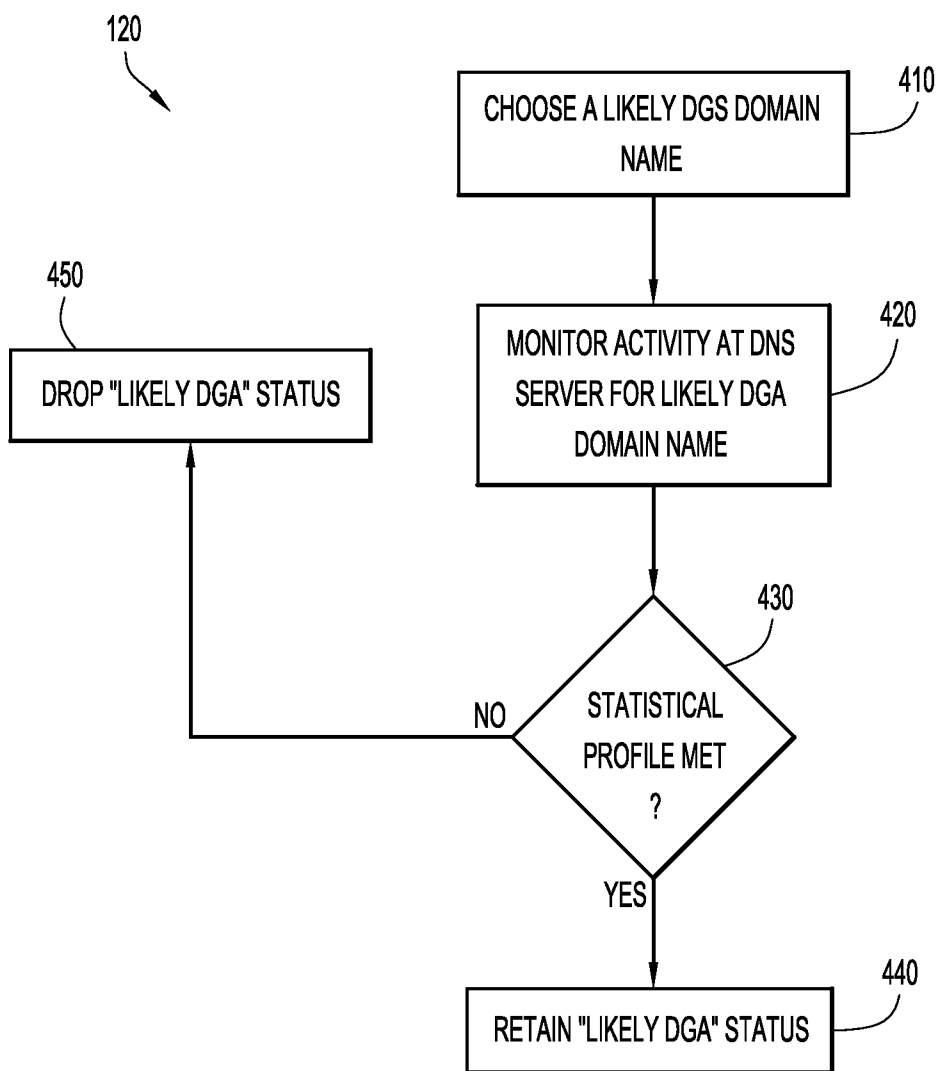 120
410
CHOOSE A LIKELY DGS DOMAIN
NAME
450
420
MONITOR ACTIVITY AT DNS
SERVER FOR LIKELY DGA
DOMAIN NAME
DROP "LIKELY DGA" STATUS
430
NO
STATISTICAL
PROFILE MET
?
YES
440
RETAIN "LIKELY DGA" STATUS